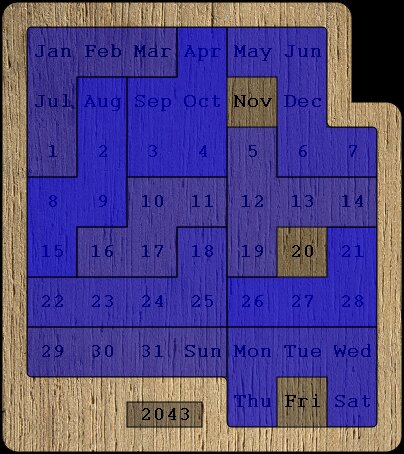 Jan Feb Mar Apr May Jun
Jul Aug Sep Oct Nov Dec
1 2 3 4 5 6 7
8 9 10 11 12 13 14
15 16 17 18 19 20 21
22 23 24 25 26 27 28
29 30 31 Sun Mon Tue Wed
Thu Fri Sat
2043